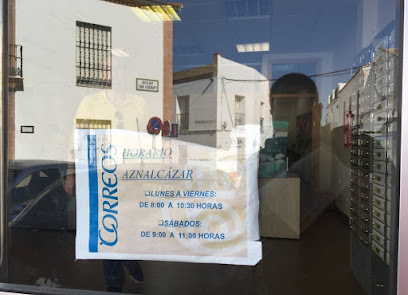 CORREOS
HORARIO
AZNALCÁZAR
❑LUNES A VIERNES:
DE 8:00 A 10:30 HORAS
❑SÁBADOS:
DE 9:00 A 11:00 HORAS